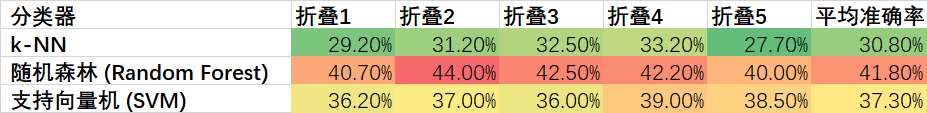 分类器 折叠1 折叠2 折叠3 折叠4 折叠5 平均准确率
k-NN 29.20% 31.20% 32.50% 33.20% 27.70% 30.80%
随机森林 (Random Forest) 40.70% 44.00% 42.50% 42.20% 40.00% 41.80%
支持向量机 (SVM) 36.20% 37.00% 36.00% 39.00% 38.50% 37.30%